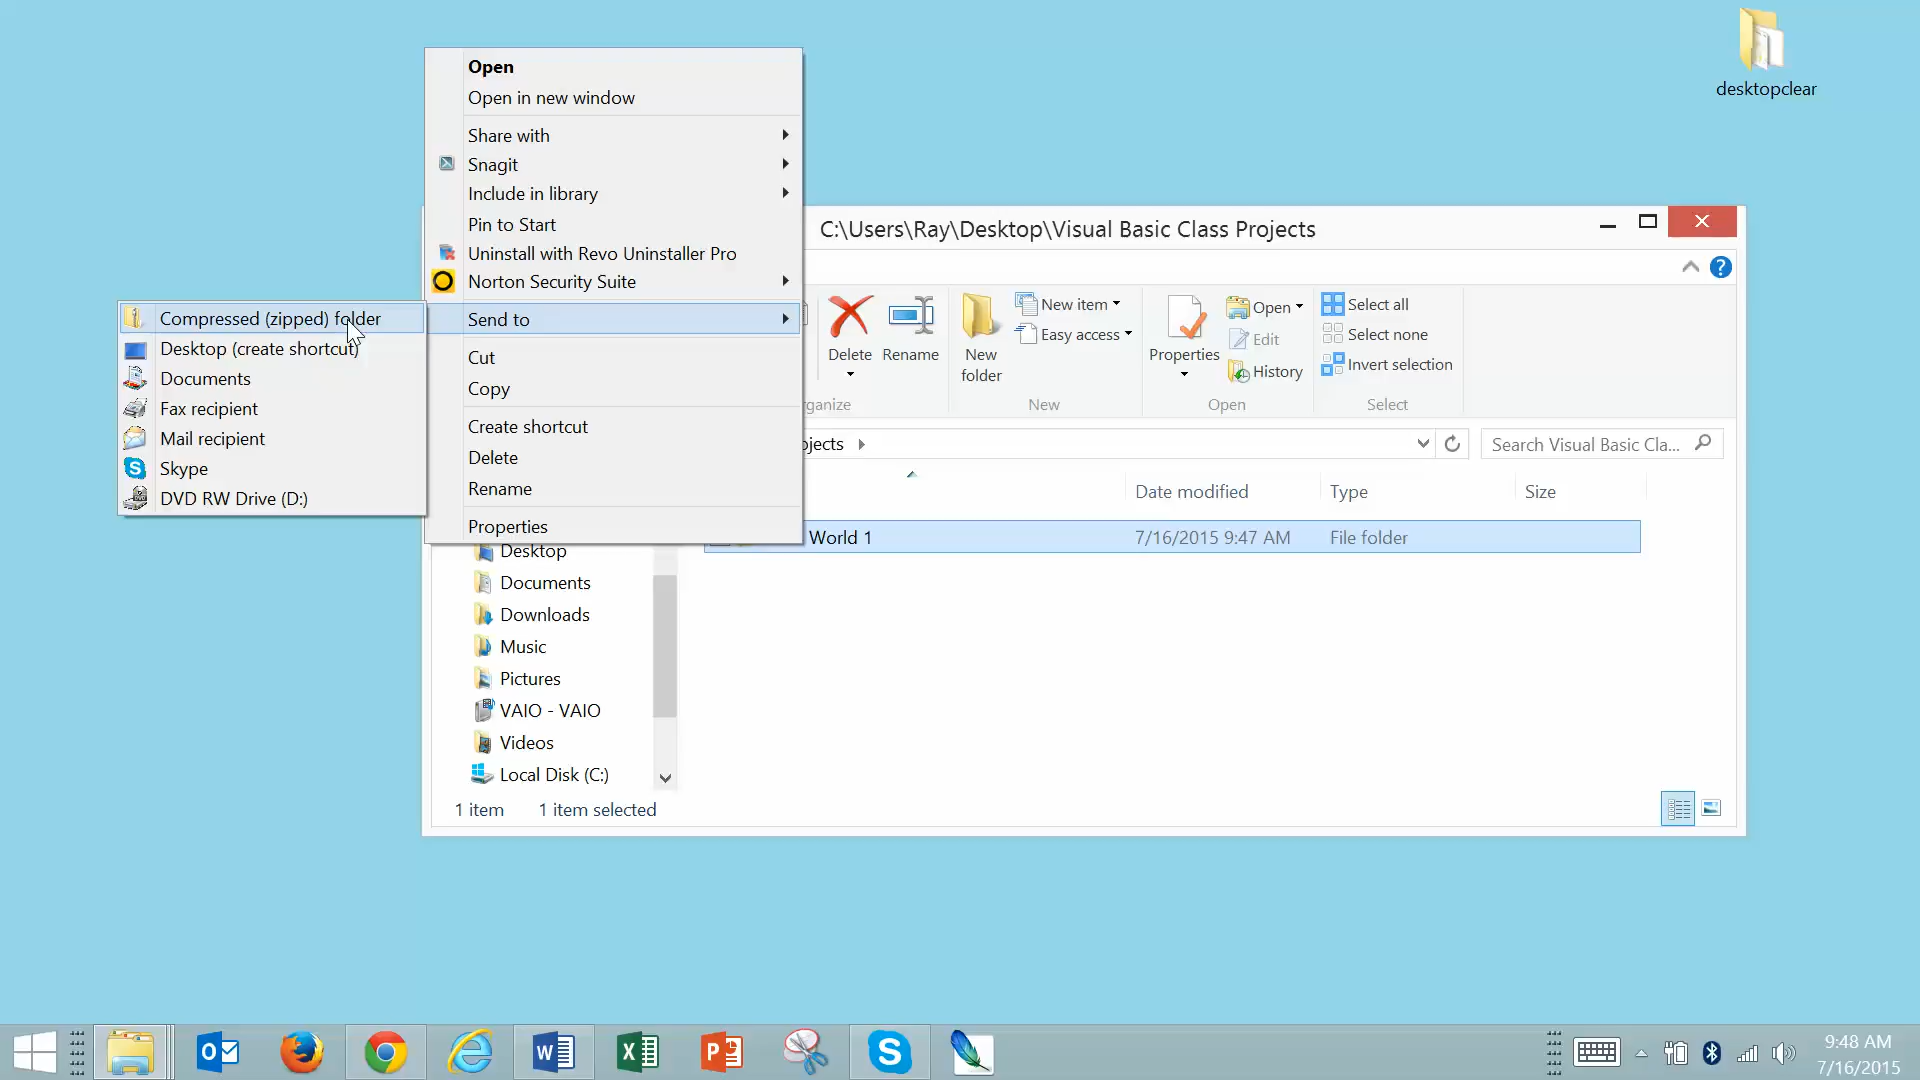 desktopclear
Open
Open in new window
Share with
Snagit
Include in library
Pin to Start
Uninstall with Revo Uninstaller Pro
Norton Security Suite
Send to
Cut
Copy
Create shortcut
Delete
Rename
Properties
Compressed (zipped) folder
Desktop (create shortcut)
Documents
Fax recipient
Mail recipient
Skype
DVD RW Drive (D:)
C:\Users\Ray\Desktop\Visual Basic Class Projects
Delete
Rename
New folder
New item
Easy access
Properties
Open
Edit
History
Select all
Select none
Invert selection
ganize
New
Open
Select
ojects
Search Visual Basic Cla...
Date modified
Type
Size
World 1
7/16/2015 9:47 AM
File folder
Desktop
Documents
Downloads
Music
Pictures
VAIO - VAIO
Videos
Local Disk (C:)
1 item
1 item selected
9:48 AM
7/16/2015